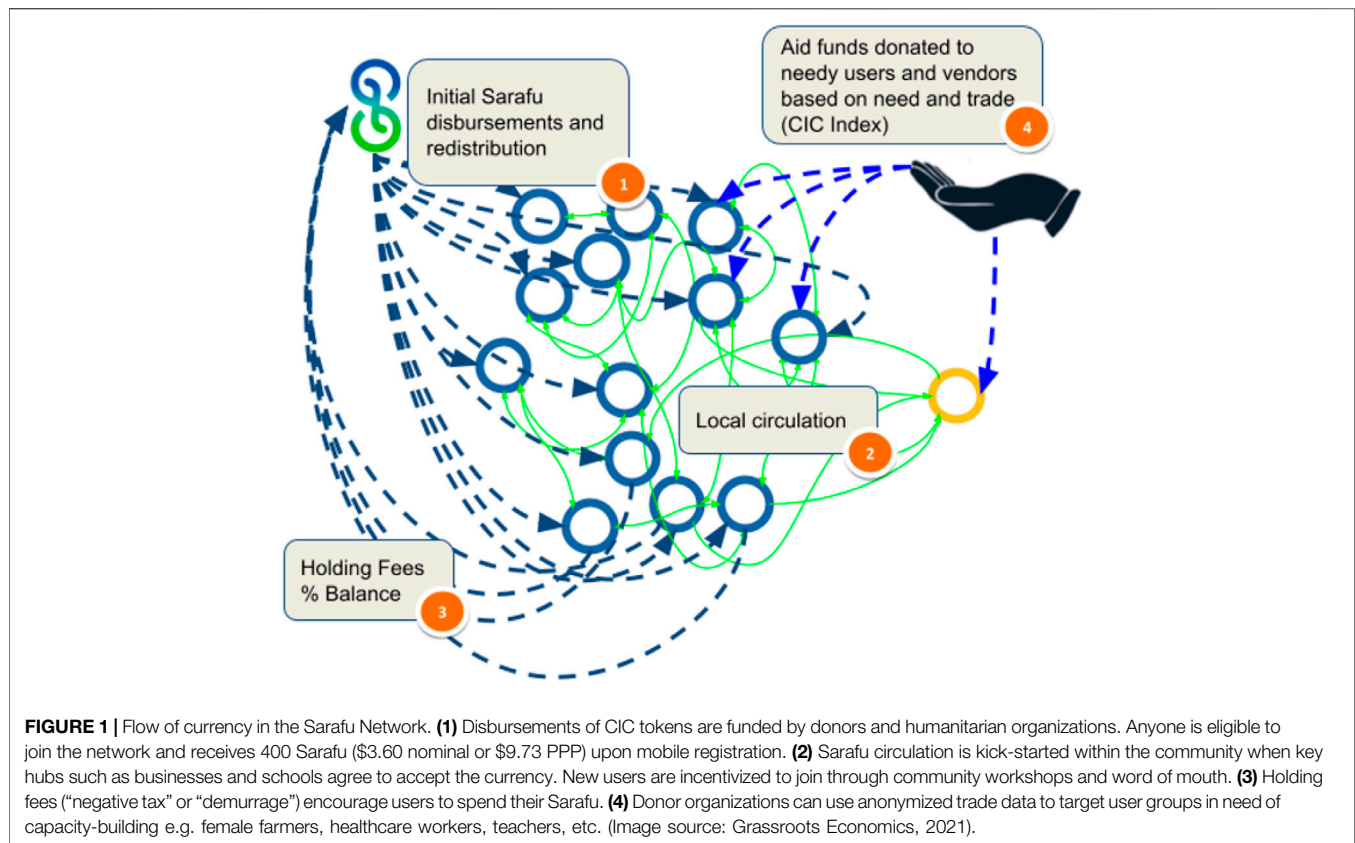 Initial Sarafu
disbursements and
redistribution
1
Aid funds donated to
needy users and vendors
based on need and trade
(CIC Index)
4
Local circulation
2
Holding Fees
% Balance
3
FIGURE 1 | Flow of currency in the Sarafu Network. (1) Disbursements of CIC tokens are funded by donors and humanitarian organizations. Anyone is eligible to
join the network and receives 400 Sarafu ($3.60 nominal or $9.73 PPP) upon mobile registration. (2) Sarafu circulation is kick-started within the community when key
hubs such as businesses and schools agree to accept the currency. New users are incentivized to join through community workshops and word of mouth. (3) Holding
fees (“negative tax” or “demurrage”) encourage users to spend their Sarafu. (4) Donor organizations can use anonymized trade data to target user groups in need of
capacity-building e.g. female farmers, healthcare workers, teachers, etc. (Image source: Grassroots Economics, 2021).